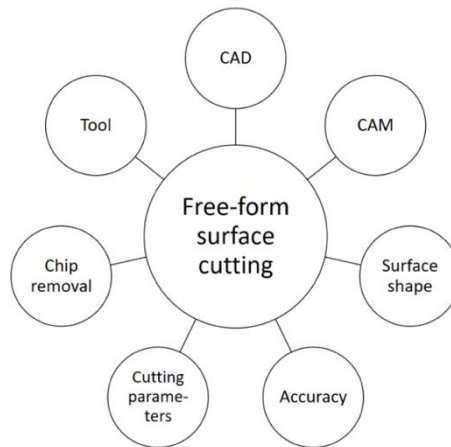 CAD
CAM
Surface
shape
Accuracy
Cutting
parame-
ters
Chip
removal
Tool
Free-form
surface
cutting